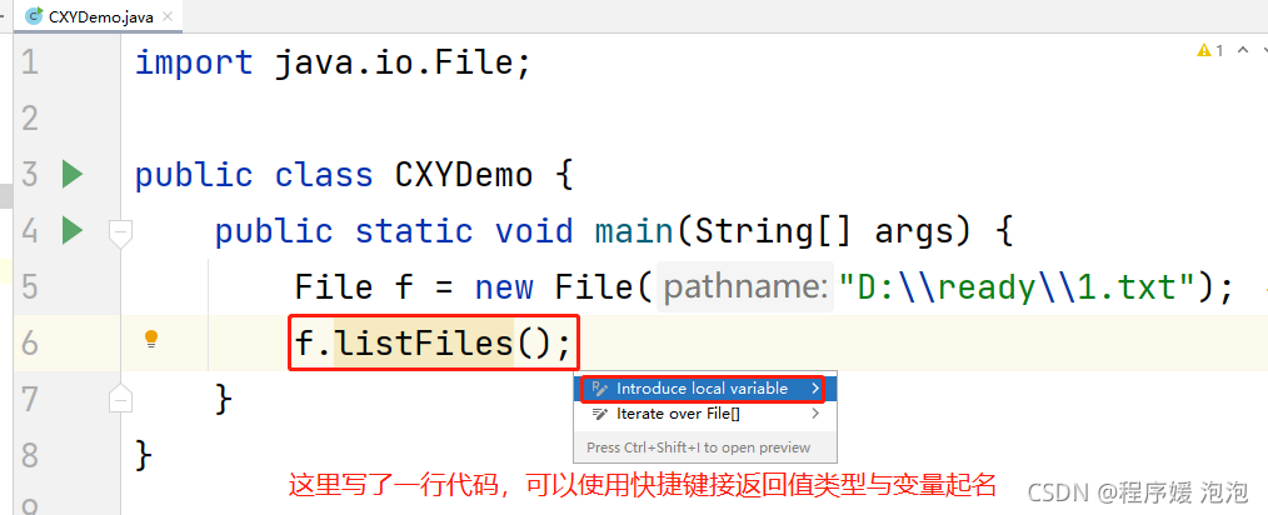 CXYDemo.java
1
1 import java.io.File;
2
3 public class CXYDemo {
4 public static void main(String[] args) {
5 File f = new File( pathname: "D:\\ready\\1.txt");
6 f.listFiles();
Introduce local variable
7 }
Iterate over File[]
Press Ctrl+Shift+I to open preview
8 }
这里写了一行代码，可以使用快捷键接返回值类型与变量起名
CSDN @程序媛 泡泡
9